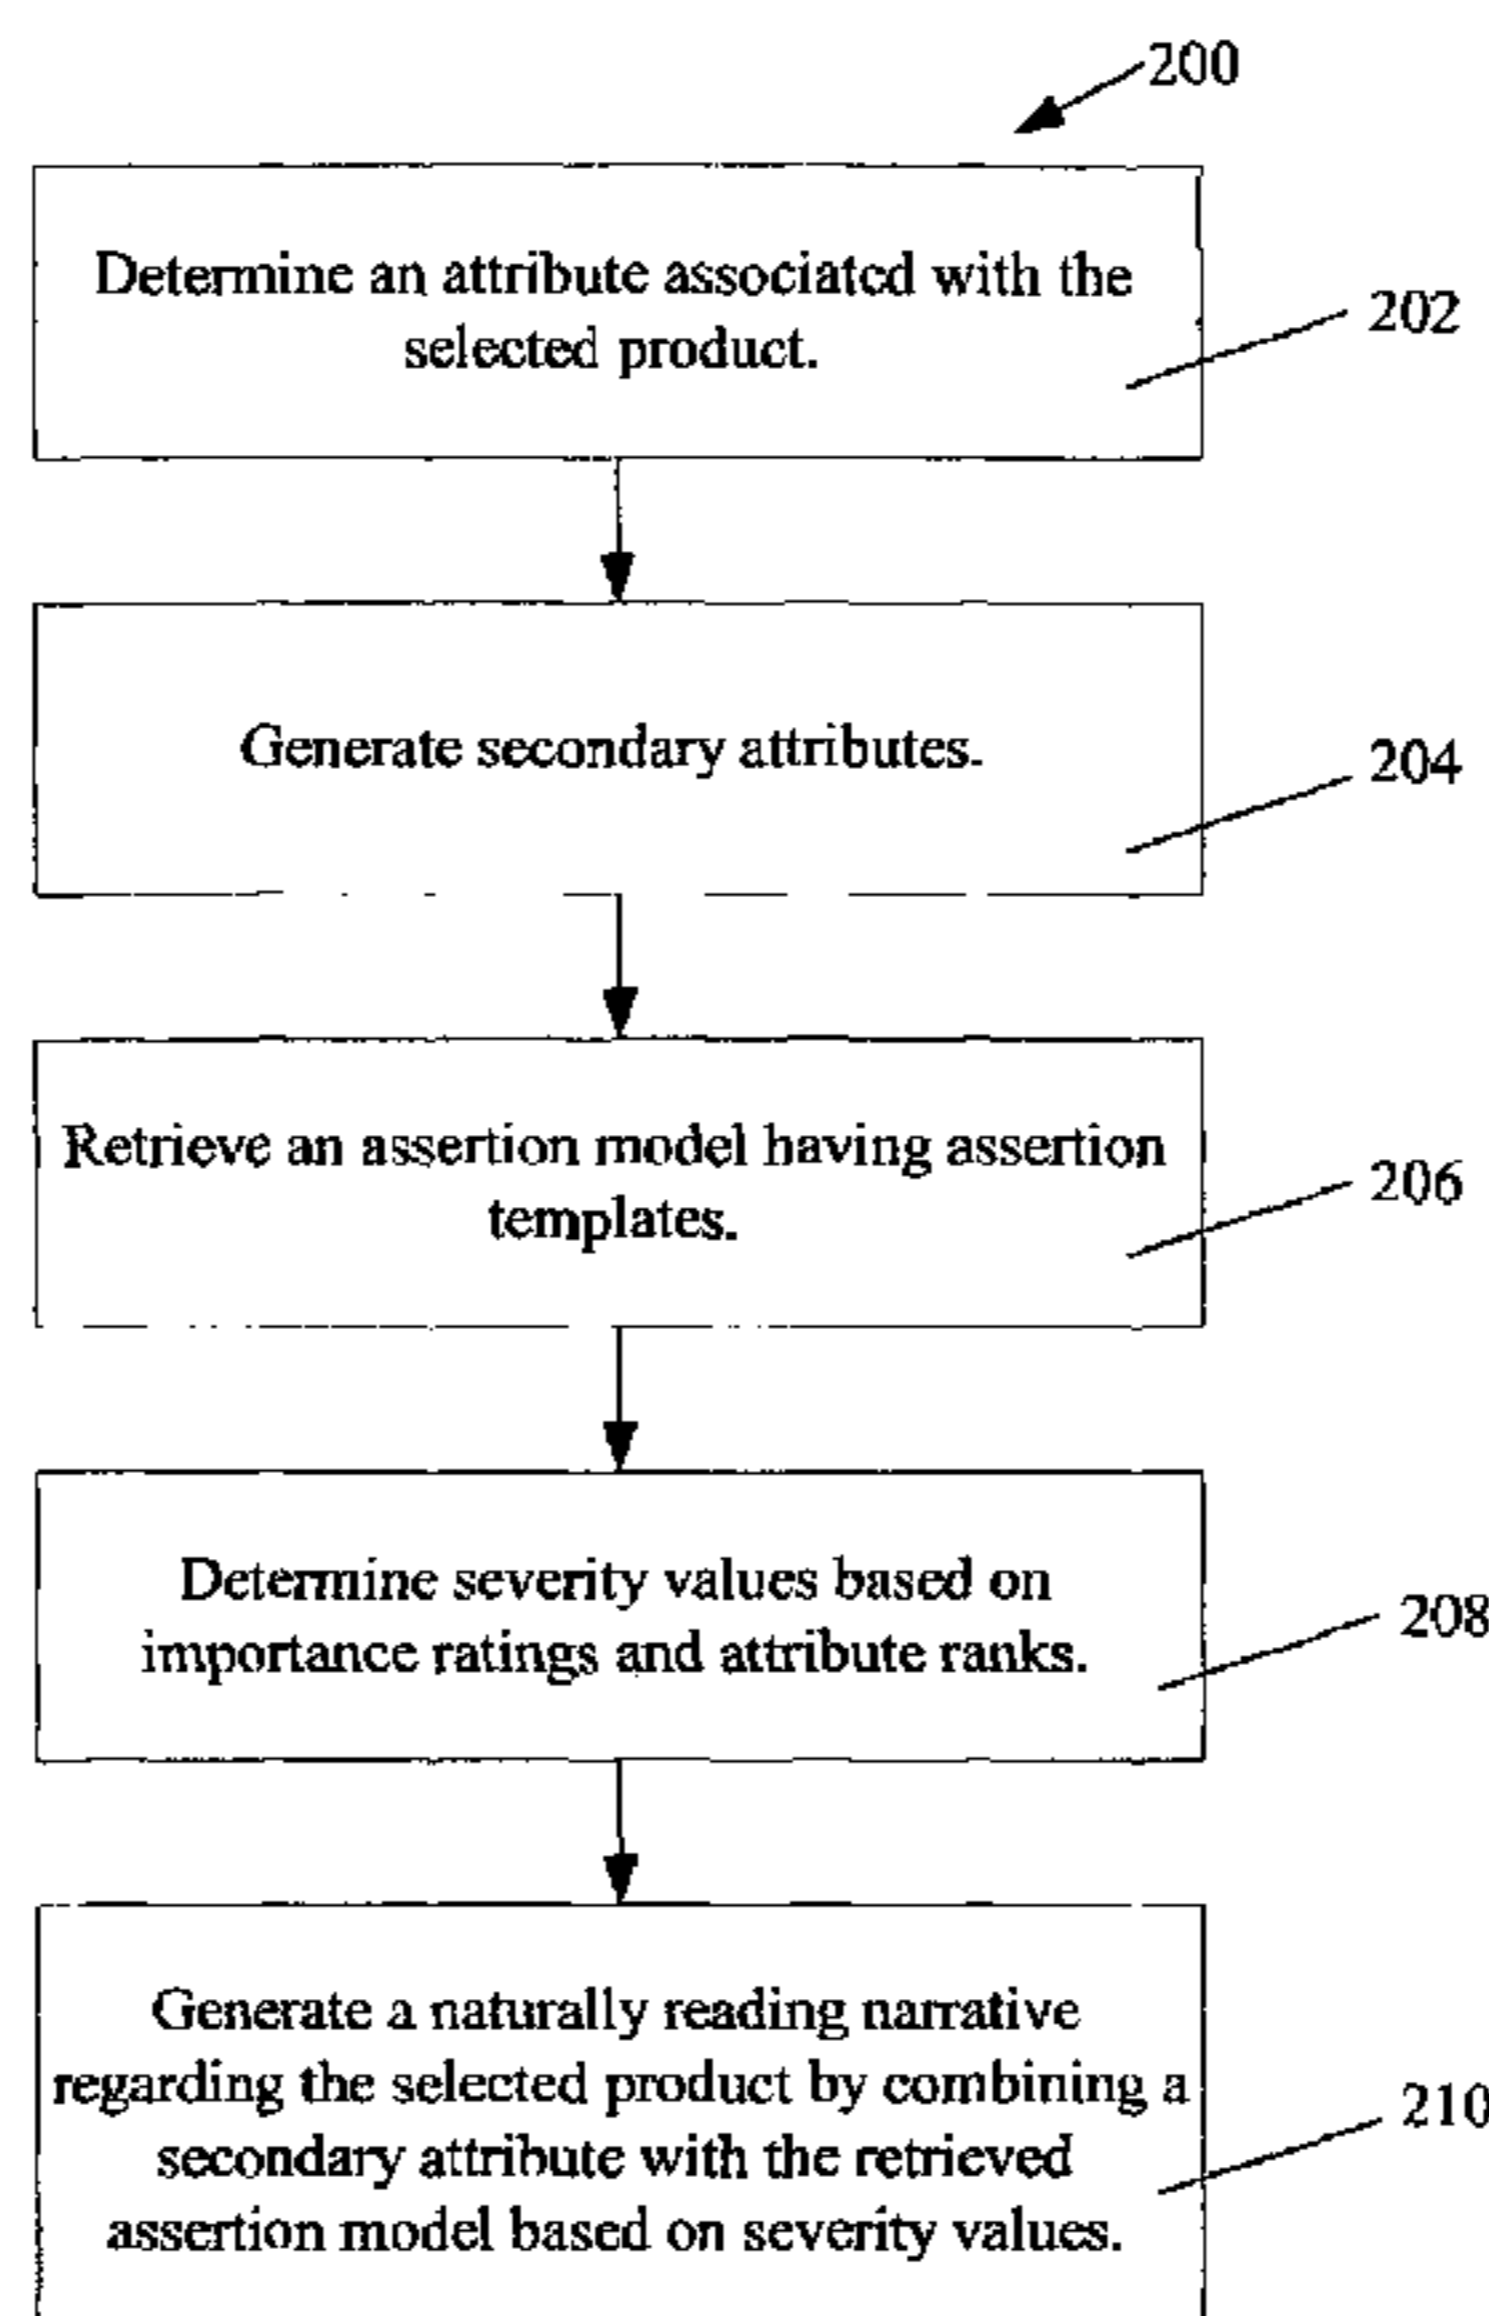 200
Determine an attribute associated with the
selected product.
202
Generate secondary attributes.
204
Retrieve an assertion model having assertion
templates.
206
Determine severity values based on
importance ratings and attribute ranks.
208
Generate a naturally reading narrative
regarding the selected product by combining a
secondary attribute with the retrieved
assertion model based on severity values.
210